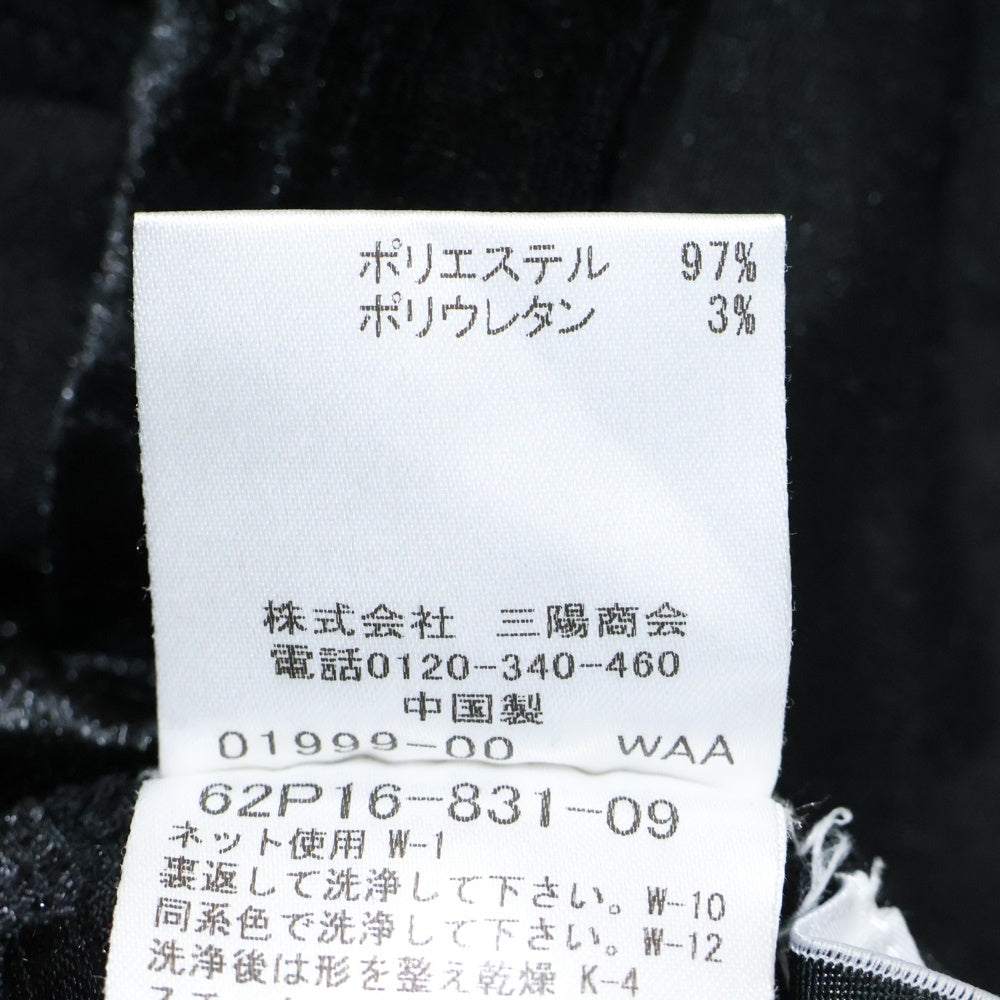 ポリエステル 97%
ポリウレタン 3%
株式会社 三陽商会
電話0120-340-460
中国製
01999-00 WAA
62P16-831-09
ネット使用 W-1
裏返して洗浄して下さい。W-10
同系色で洗浄して下さい。W-12
洗浄後は形を整え乾燥 K-4